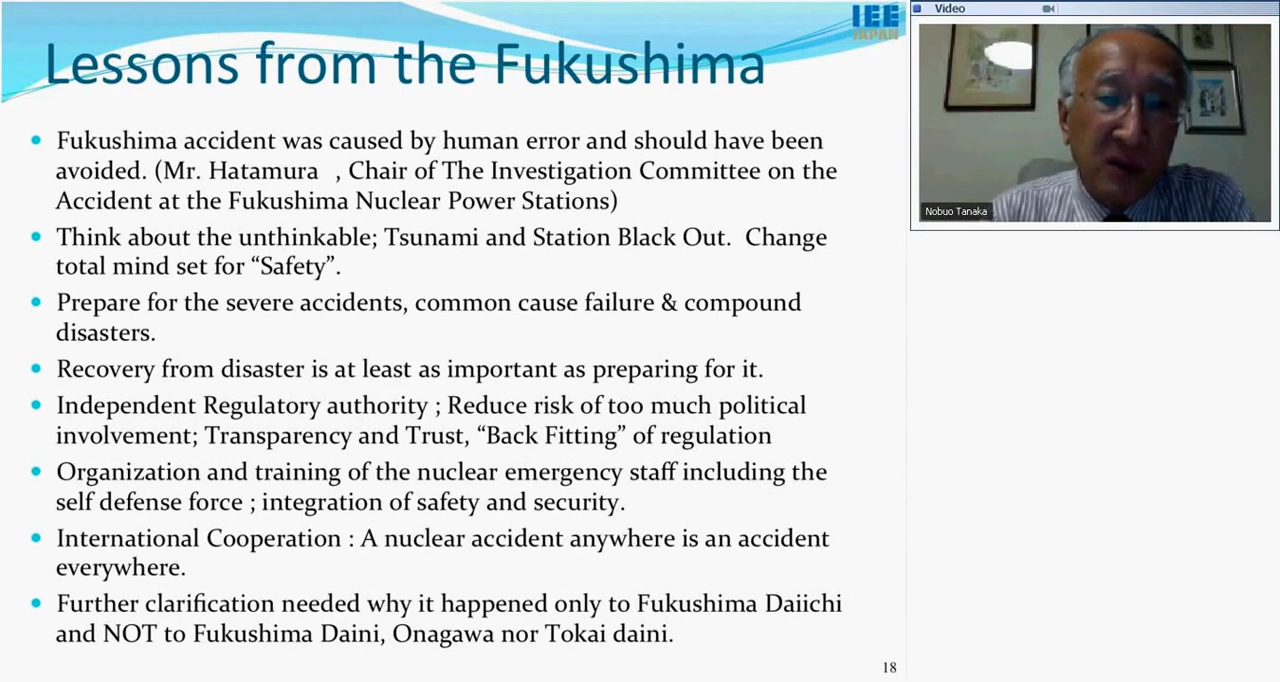 IEE
JAPAN
Lessons from the Fukushima
• Fukushima accident was caused by human error and should have been
avoided. (Mr. Hatamura , Chair of The Investigation Committee on the
Accident at the Fukushima Nuclear Power Stations)
• Think about the unthinkable; Tsunami and Station Black Out. Change
total mind set for “Safety”.
• Prepare for the severe accidents, common cause failure & compound
disasters.
• Recovery from disaster is at least as important as preparing for it.
• Independent Regulatory authority ; Reduce risk of too much political
involvement; Transparency and Trust, “Back Fitting” of regulation
• Organization and training of the nuclear emergency staff including the
self defense force ; integration of safety and security.
• International Cooperation : A nuclear accident anywhere is an accident
everywhere.
• Further clarification needed why it happened only to Fukushima Daiichi
and NOT to Fukushima Daini, Onagawa nor Tokai daini.
18
Video
Nobuo Tanaka